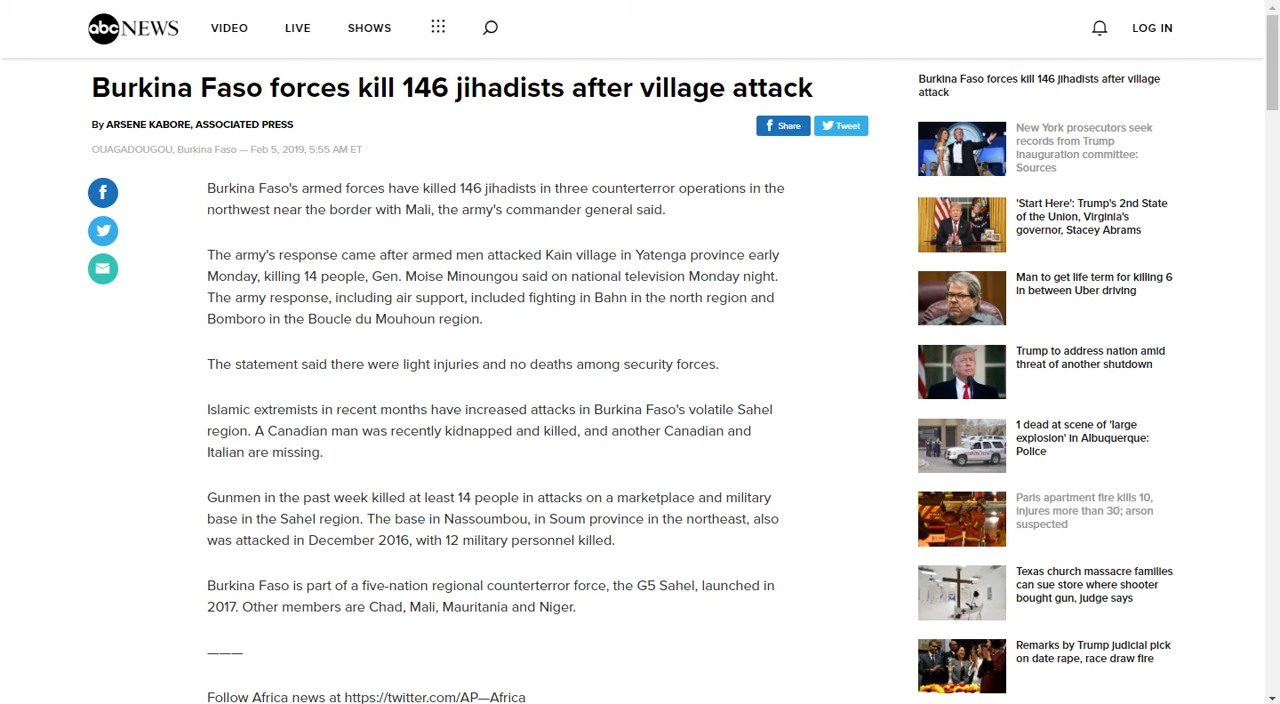 abc NEWS VIDEO LIVE SHOWS LOG IN
Burkina Faso forces kill 146 jihadists after village attack
By ARSENE KABORE, ASSOCIATED PRESS
Share Tweet
OUAGADOUGOU, Burkina Faso — Feb 5, 2019, 5:55 AM ET
Burkina Faso's armed forces have killed 146 jihadists in three counterterror operations in the
northwest near the border with Mali, the army's commander general said.
The army's response came after armed men attacked Kain village in Yatenga province early
Monday, killing 14 people, Gen. Moise Minoungou said on national television Monday night.
The army response, including air support, included fighting in Bahn in the north region and
Bomboro in the Boucle du Mouhoun region.
The statement said there were light injuries and no deaths among security forces.
Islamic extremists in recent months have increased attacks in Burkina Faso's volatile Sahel
region. A Canadian man was recently kidnapped and killed, and another Canadian and
Italian are missing.
Gunmen in the past week killed at least 14 people in attacks on a marketplace and military
base in the Sahel region. The base in Nassoumbou, in Soum province in the northeast, also
was attacked in December 2016, with 12 military personnel killed.
Burkina Faso is part of a five-nation regional counterterror force, the G5 Sahel, launched in
2017. Other members are Chad, Mali, Mauritania and Niger.
———
Follow Africa news at https://twitter.com/AP—Africa
Burkina Faso forces kill 146 jihadists after village
attack
New York prosecutors seek
records from Trump
Inauguration committee:
Sources
'Start Here': Trump's 2nd State
of the Union, Virginia's
governor, Stacey Abrams
Man to get life term for killing 6
in between Uber driving
Trump to address nation amid
threat of another shutdown
1 dead at scene of 'large
explosion' in Albuquerque:
Police
Paris apartment fire kills 10,
injures more than 30; arson
suspected
Texas church massacre families
can sue store where shooter
bought gun, judge says
Remarks by Trump judicial pick
on date rape, race draw fire